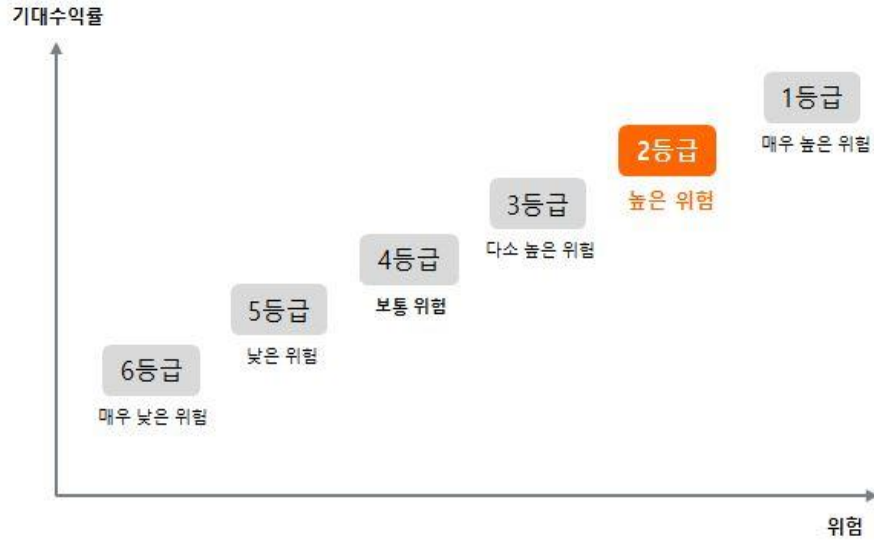 기대수익률
1등급
매우 높은 위험
2등급
높은 위험
3등급
다소 높은 위험
4등급
보통 위험
5등급
낮은 위험
6등급
매우 낮은 위험
위험